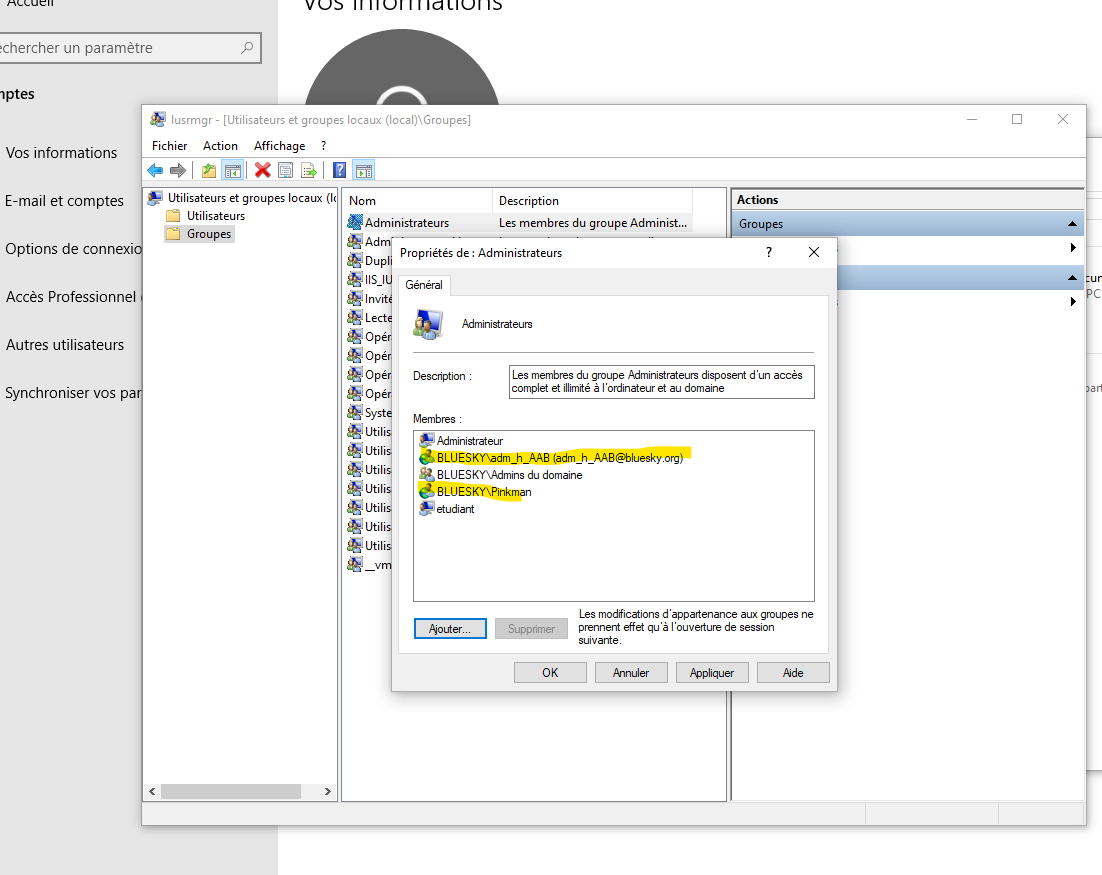 Accueil
Vos informations
echercher un paramètre
mptes
Vos informations
E-mail et comptes
Options de connexio
Accès Professionnel
Autres utilisateurs
Synchroniser vos par
lusrmgr - [Utilisateurs et groupes locaux (local)\Groupes]
Fichier Action Affichage ?
Utilisateurs et groupes locaux (lo
Utilisateurs
Groupes
Nom Description
Administrateurs Les membres du groupe Administ...
Adm
Dupli
IIS_IU
Invité
Lecte
Opér
Opér
Opér
Opér
Syste
Utilis
Utilis
Utilis
Utilis
Utilis
Utilis
Utilis
__vm
Actions
Groupes
Propriétés de : Administrateurs ?
Général
Administrateurs
Description :
Les membres du groupe Administrateurs disposent d'un accès
complet et illimité à l'ordinateur et au domaine
Membres :
Administrateur
BLUESKY\adm_h_AAB (adm_h_AAB@bluesky.org)
BLUESKY\Admins du domaine
BLUESKY\Pinkman
etudiant
Ajouter... Supprimer
Les modifications d'appartenance aux groupes ne
prennent effet qu'à l'ouverture de session
suivante.
OK Annuler Appliquer Aide
cun
PC
part